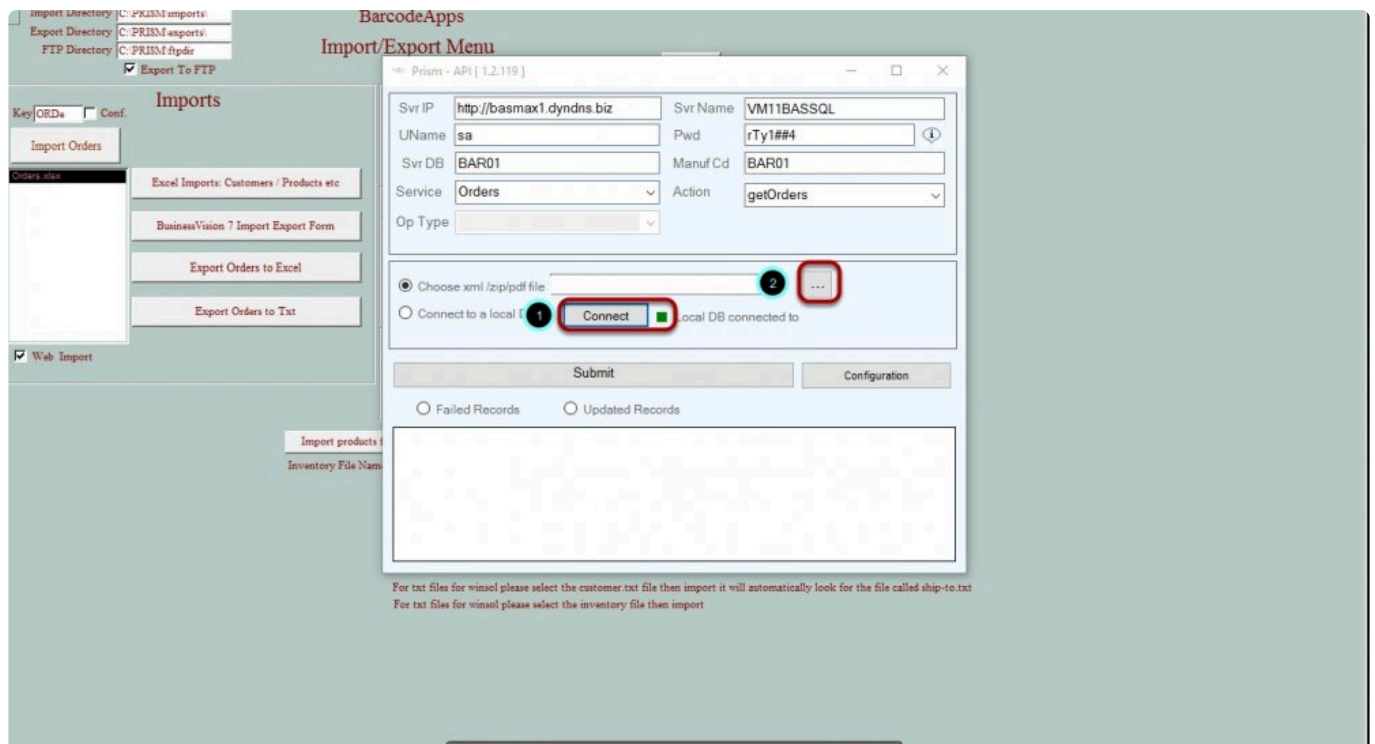 Import Directory C:\PRISM\imports\
Export Directory C:\PRISM\exports\
FTP Directory C:\PRISM\ftpdir
Export To FTP
BarcodeApps
Import/Export Menu
Imports
Key ORDe Conf.
Import Orders
Orders.xlsx
Excel Imports: Customers / Products etc
BusinessVision 7 Import Export Form
Export Orders to Excel
Export Orders to Txt
Web Import
Import products
Inventory File Nam
Prism - API [ 1.2.119 ]
Svr IP http://basmax1.dyndns.biz Svr Name VM11BASSQL
UName sa Pwd rTy1##4
Svr DB BAR01 Manuf Cd BAR01
Service Orders Action getOrders
Op Type
Choose xml /zip/pdf file 2 ...
Connect to a local 1 Connect Local DB connected to
Submit Configuration
Failed Records Updated Records
For txt files for winsol please select the customer.txt file then import it will automatically look for the file called ship-to.txt
For txt files for winsol please select the inventory file then import